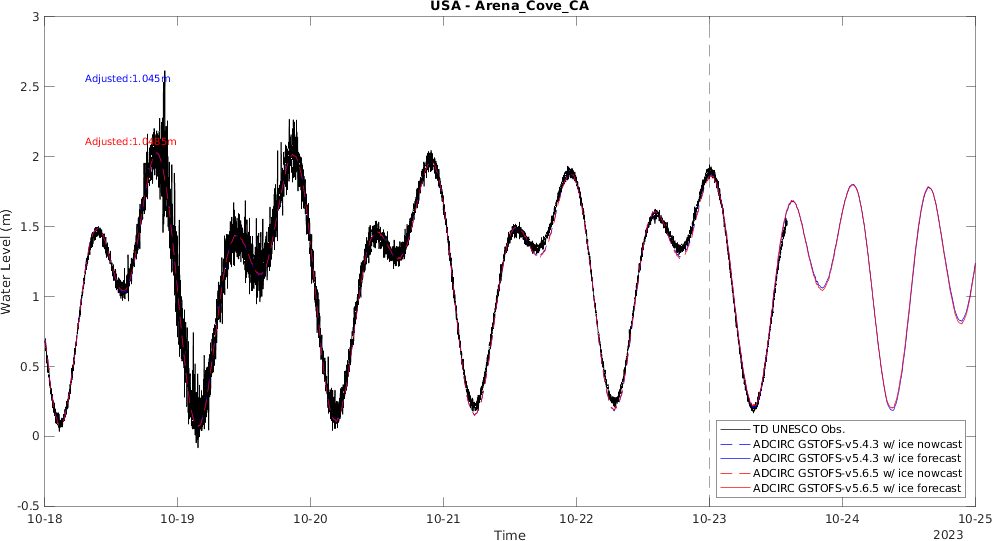 USA - Arena_Cove_CA
3
2.5
2
1.5
1
0.5
0
-0.5
Water Level (m)
Adjusted:1.045m
10-18
10-19
10-20
10-21
10-22
10-23
10-24
10-25
Time
2023
TD UNESCO Obs.
ADCIRC GSTOFS-v5.4.3 w/ ice nowcast
ADCIRC GSTOFS-v5.4.3 w/ ice forecast
ADCIRC GSTOFS-v5.6.5 w/ ice nowcast
ADCIRC GSTOFS-v5.6.5 w/ ice forecast